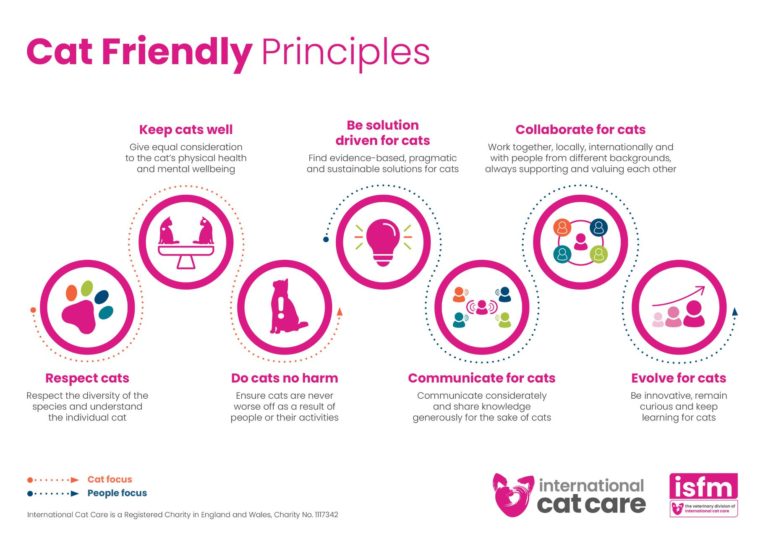 Cat Friendly Principles
Keep cats well
Give equal consideration
to the cat's physical health
and mental wellbeing
Be solution
driven for cats
Find evidence-based, pragmatic
and sustainable solutions for cats
Collaborate for cats
Work together, locally, internationally and
with people from different backgrounds,
always supporting and valuing each other
Respect cats
Respect the diversity of the
species and understand
the individual cat
Do cats no harm
Ensure cats are never
worse off as a result of
people or their activities
Communicate for cats
Communicate considerately
and share knowledge
generously for the sake of cats
Evolve for cats
Be innovative, remain
curious and keep
learning for cats
Cat focus
People focus
International Cat Care is a Registered Charity in England and Wales, Charity No. 1117342
international
cat care
isfm
the veterinary division of
international cat care